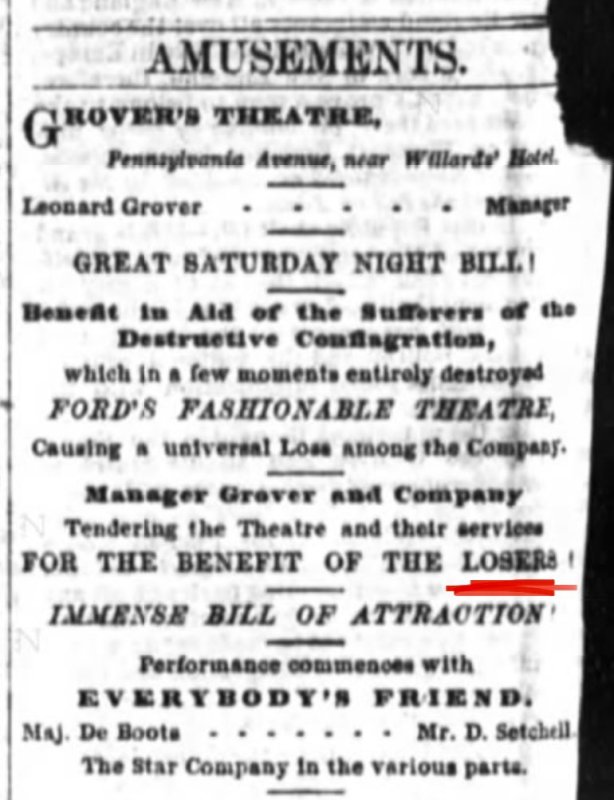 AMUSEMENTS.
GROVER'S THEATRE,
Pennsylvania Avenue, near Willards' Hotel.
Leonard Grover - - - - - - Manager
GREAT SATURDAY NIGHT BILL!
Benefit in Aid of the Sufferers of the
Destructive Conflagration,
which in a few moments entirely destroyed
FORD'S FASHIONABLE THEATRE,
Causing a universal Loss among the Company.
Manager Grover and Company
Tendering the Theatre and their services
FOR THE BENEFIT OF THE LOSERS!
IMMENSE BILL OF ATTRACTION!
Performance commences with
EVERYBODY'S FRIEND.
Maj. De Boots - - - - - - - Mr. D. Setchell.
The Star Company in the various parts.